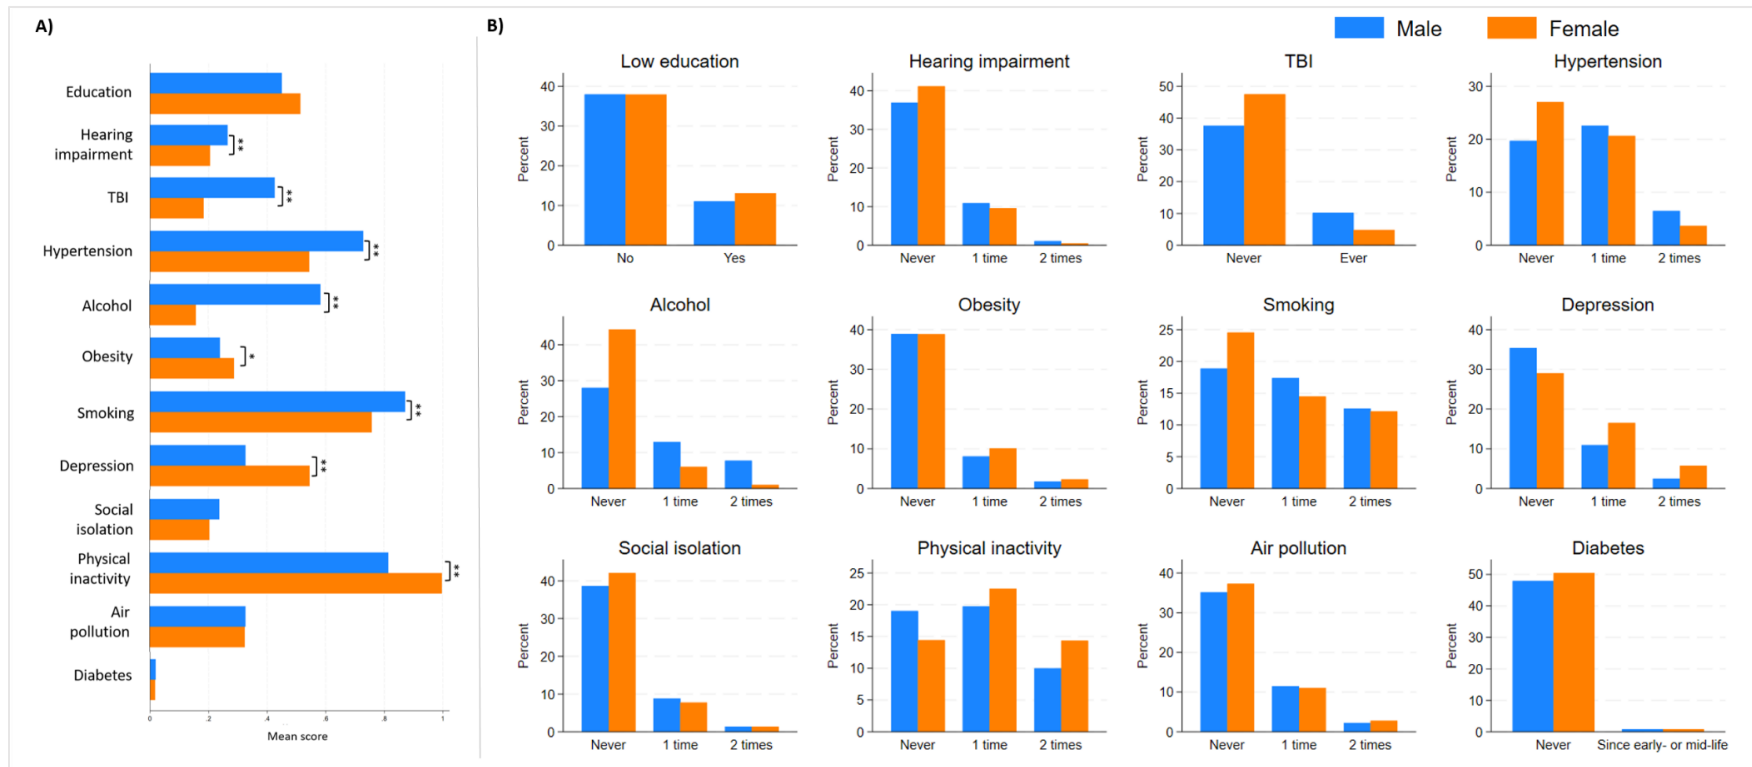 A)
Education
Hearing
impairment
**
TBI
**
Hypertension
**
Alcohol
**
Obesity
*
Smoking
**
Depression
**
Social
isolation
Physical
inactivity
**
Air
pollution
Diabetes
0 .2 .4 .6 .8 1
Mean score
B)
Male Female
Low education
Percent
40
30
20
10
0
No Yes
Hearing impairment
Percent
40
30
20
10
0
Never 1 time 2 times
TBI
Percent
50
40
30
20
10
0
Never Ever
Hypertension
Percent
30
20
10
0
Never 1 time 2 times
Alcohol
Percent
40
30
20
10
0
Never 1 time 2 times
Obesity
Percent
40
30
20
10
0
Never 1 time 2 times
Smoking
Percent
25
20
15
10
5
0
Never 1 time 2 times
Depression
Percent
40
30
20
10
0
Never 1 time 2 times
Social isolation
Percent
40
30
20
10
0
Never 1 time 2 times
Physical inactivity
Percent
25
20
15
10
5
0
Never 1 time 2 times
Air pollution
Percent
40
30
20
10
0
Never 1 time 2 times
Diabetes
Percent
50
40
30
20
10
0
Never Since early- or mid-life